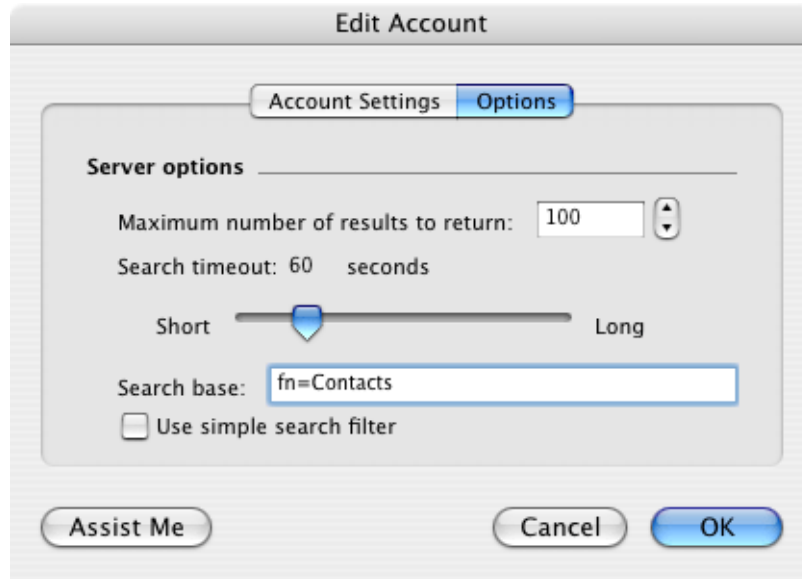 Edit Account
Account Settings Options
Server options
Maximum number of results to return: 100
Search timeout: 60 seconds
Short Long
Search base: fn=Contacts
Use simple search filter
Assist Me Cancel OK